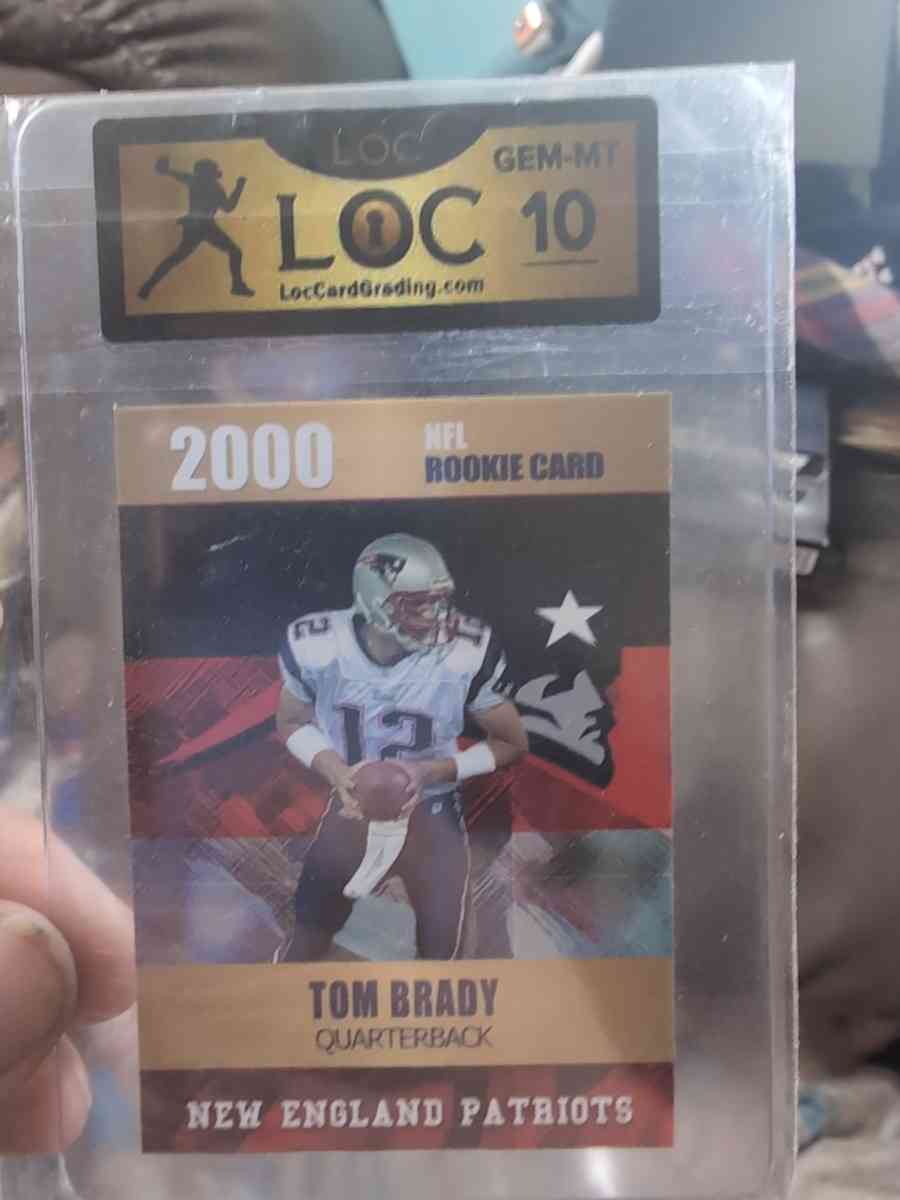 LOC
GEM-MT
LOC
10
LocCardGrading.com
2000
NFL
ROOKIE CARD
12
12
TOM BRADY
QUARTERBACK
NEW ENGLAND PATRIOTS